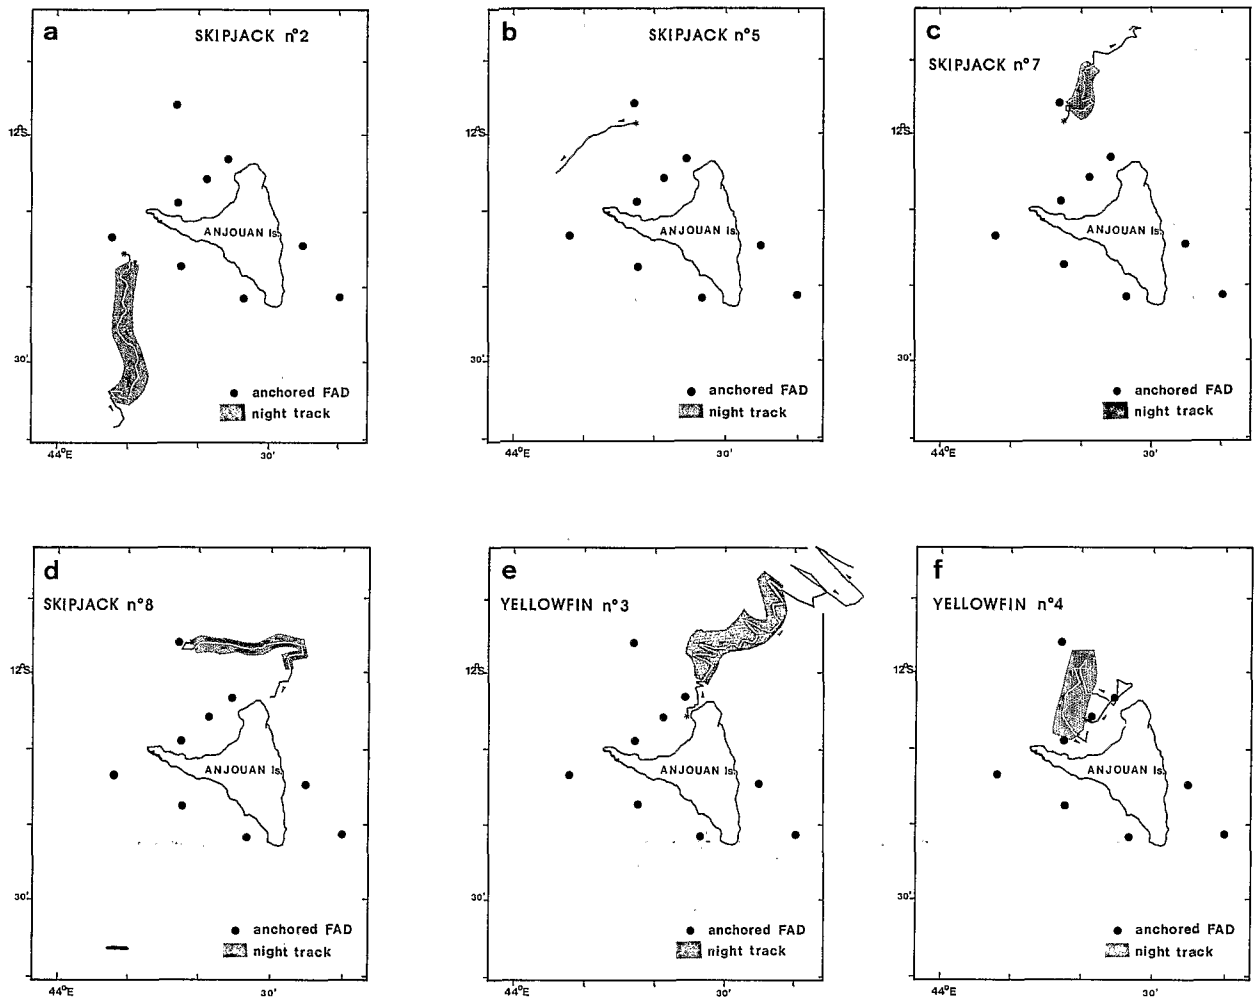 a
SKIPJACK n°2
12°S
ANJOUAN Is.
30'
anchored FAD
night track
44°E
30'
b
SKIPJACK n°5
12°S
ANJOUAN Is.
30'
anchored FAD
night track
44°E
30'
c
SKIPJACK n°7
12°S
ANJOUAN Is.
30'
anchored FAD
night track
44°E
30'
d
SKIPJACK n°8
12°S
ANJOUAN Is.
30'
anchored FAD
night track
44°E
30'
e
YELLOWFIN n°3
12°S
ANJOUAN Is.
30'
anchored FAD
night track
44°E
30'
f
YELLOWFIN n°4
12°S
ANJOUAN Is.
30'
anchored FAD
night track
44°E
30'